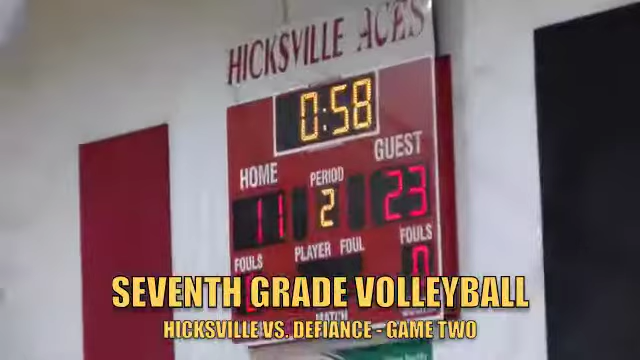 HICKSVILLE ACES
0:58
HOME PERIOD GUEST
11 2 23
FOULS PLAYER FOUL FOULS
0
MATCH
SEVENTH GRADE VOLLEYBALL
HICKSVILLE VS. DEFIANCE - GAME TWO